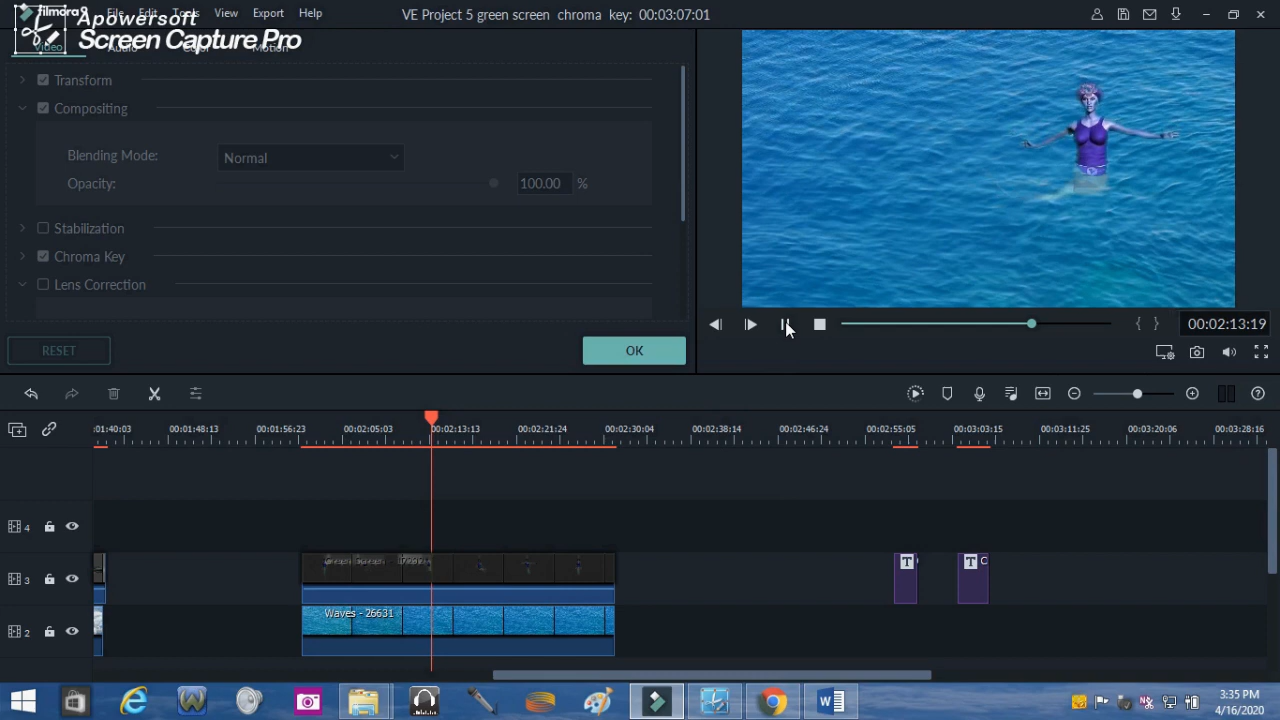 filmora9 File Edit Tools View Export Help VE Project 5 green screen chroma key: 00:03:07:01
Apowersoft
Screen Capture Pro
Video Audio Color Motion
Transform
Compositing
Blending Mode: Normal
Opacity: 100.00 %
Stabilization
Chroma Key
Lens Correction
RESET OK
{ } 00:02:13:19
:01:40:03 00:01:48:13 00:01:56:23 00:02:05:03 00:02:13:13 00:02:21:24 00:02:30:04 00:02:38:14 00:02:46:24 00:02:55:05 00:03:03:15 00:03:11:25 00:03:20:06 00:03:28:16
4
3 T T C
Waves - 26631
2
3:35 PM
4/16/2020